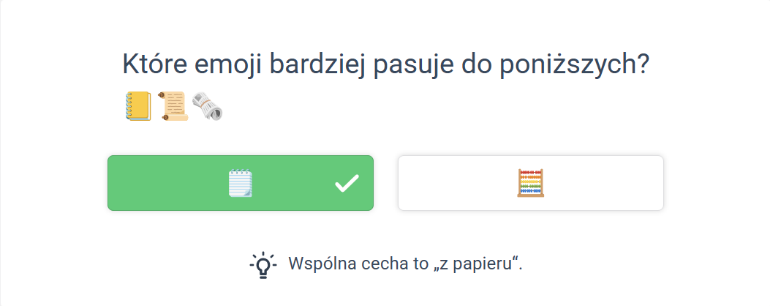 Które emoji bardziej pasuje do poniższych?
Wspólna cecha to „z papieru“.